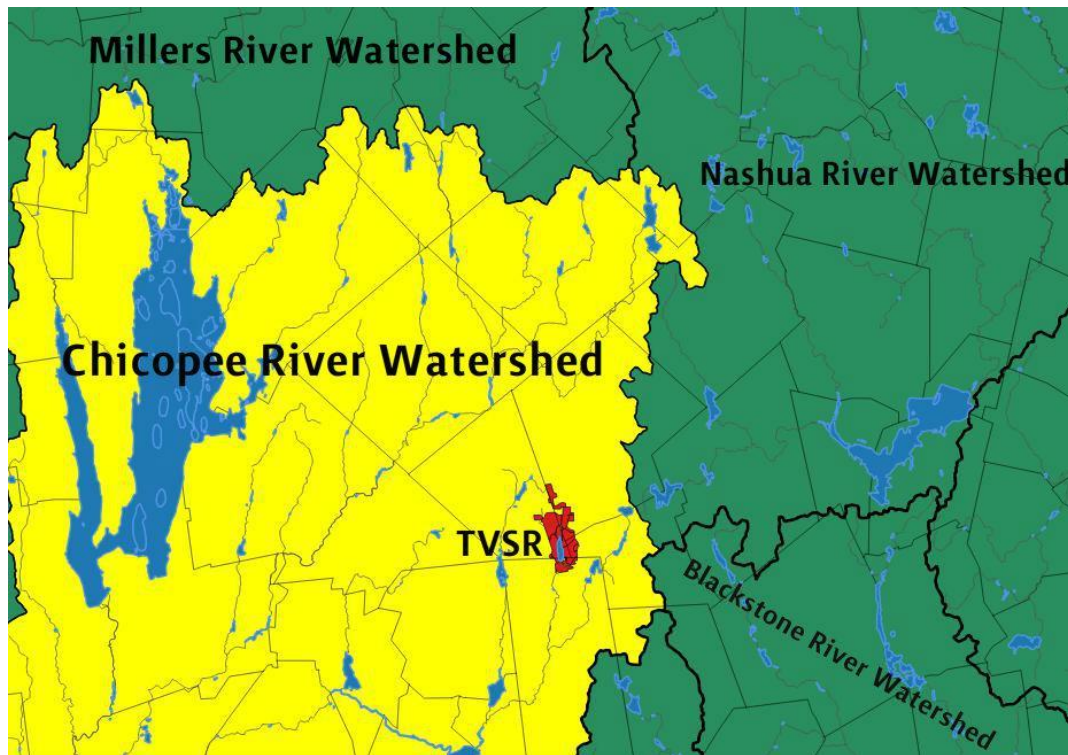 Millers River Watershed
Nashua River Watershed
Chicopee River Watershed
TVSR
Blackstone River Watershed